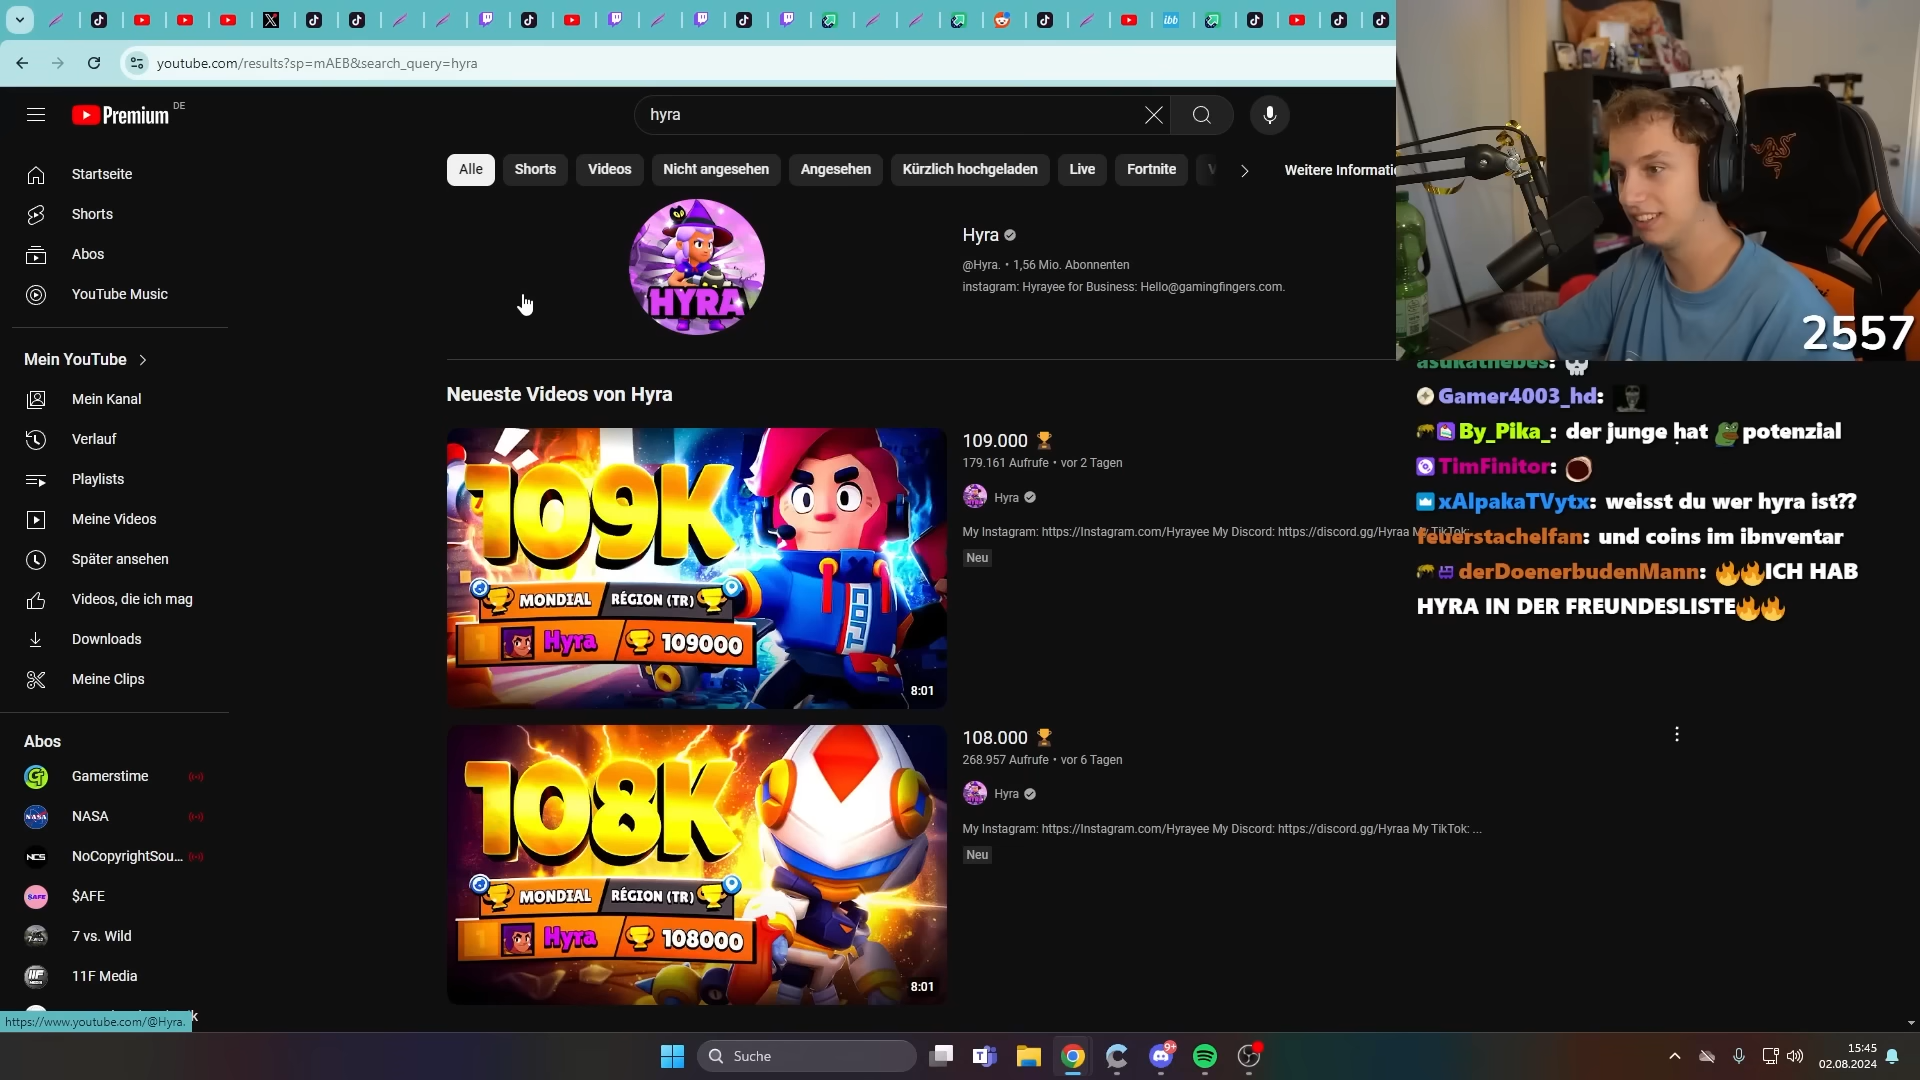 youtube.com/results?sp=mAEB&search_query=hyra
Premium DE
hyra
Alle
Shorts
Videos
Nicht angesehen
Angesehen
Kürzlich hochgeladen
Live
Fortnite
Weitere Informati
Startseite
Shorts
Abos
YouTube Music
Mein YouTube
Mein Kanal
Verlauf
Playlists
Meine Videos
Später ansehen
Videos, die ich mag
Downloads
Meine Clips
Abos
Gamerstime
NASA
NoCopyrightSou...
$AFE
7 vs. Wild
11F Media
https://www.youtube.com/@Hyra.
HYRA
Hyra
@Hyra. • 1,56 Mio. Abonnenten
instagram: Hyrayee for Business: Hello@gamingfingers.com.
Neueste Videos von Hyra
109K
MONDIAL
RÉGION (TR)
1 Hyra 109000
COLT
8:01
109.000
179.161 Aufrufe • vor 2 Tagen
Hyra
My Instagram: https://Instagram.com/Hyrayee My Discord: https://discord.gg/Hyraa My TikTok:
Neu
108K
MONDIAL
RÉGION (TR)
1 Hyra 108000
8:01
108.000
268.957 Aufrufe • vor 6 Tagen
Hyra
My Instagram: https://Instagram.com/Hyrayee My Discord: https://discord.gg/Hyraa My TikTok: ...
Neu
2557
asukathebes:
Gamer4003_hd:
By_Pika_: der junge hat potenzial
TimFinitor:
xAlpakaTVytx: weisst du wer hyra ist??
feuerstachelfan: und coins im ibnventar
derDoenerbudenMann: ICH HAB
HYRA IN DER FREUNDESLISTE
Suche
9+
15:45
02.08.2024